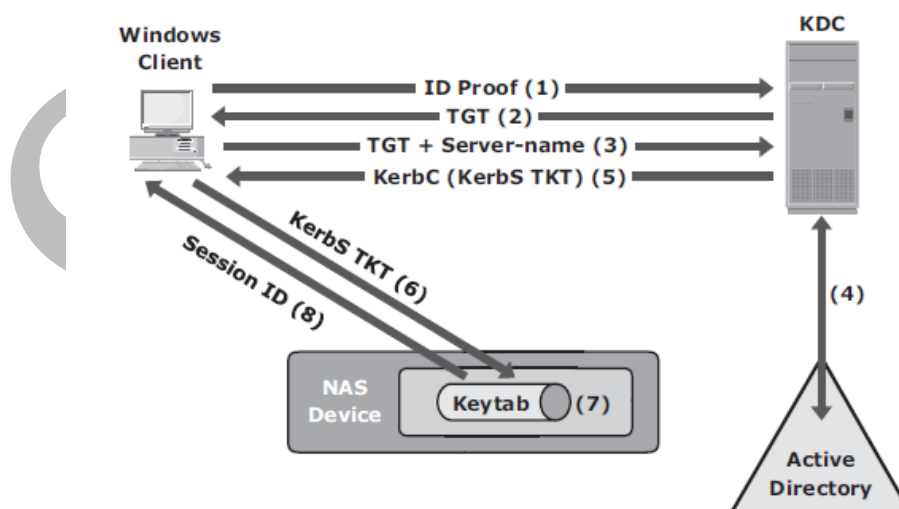 Windows
Client
KDC
ID Proof (1)
TGT (2)
TGT + Server-name (3)
KerbC (KerbS TKT) (5)
KerbS TKT (6)
Session ID (8)
(4)
NAS
Device
Keytab
(7)
Active
Directory